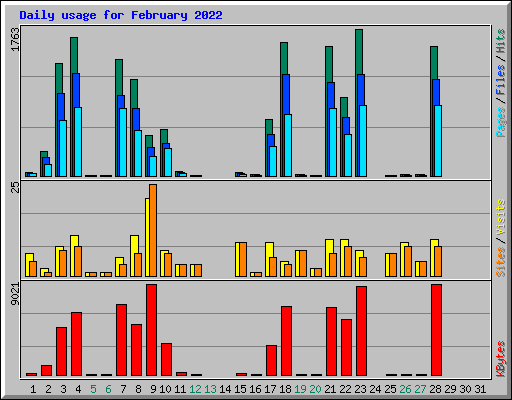 Daily usage for February 2022
1763
Pages / Files / Hits
25
Sites / Visits
9021
KBytes
1 2 3 4 5 6 7 8 9 10 11 12 13 14 15 16 17 18 19 20 21 22 23 24 25 26 27 28 29 30 31